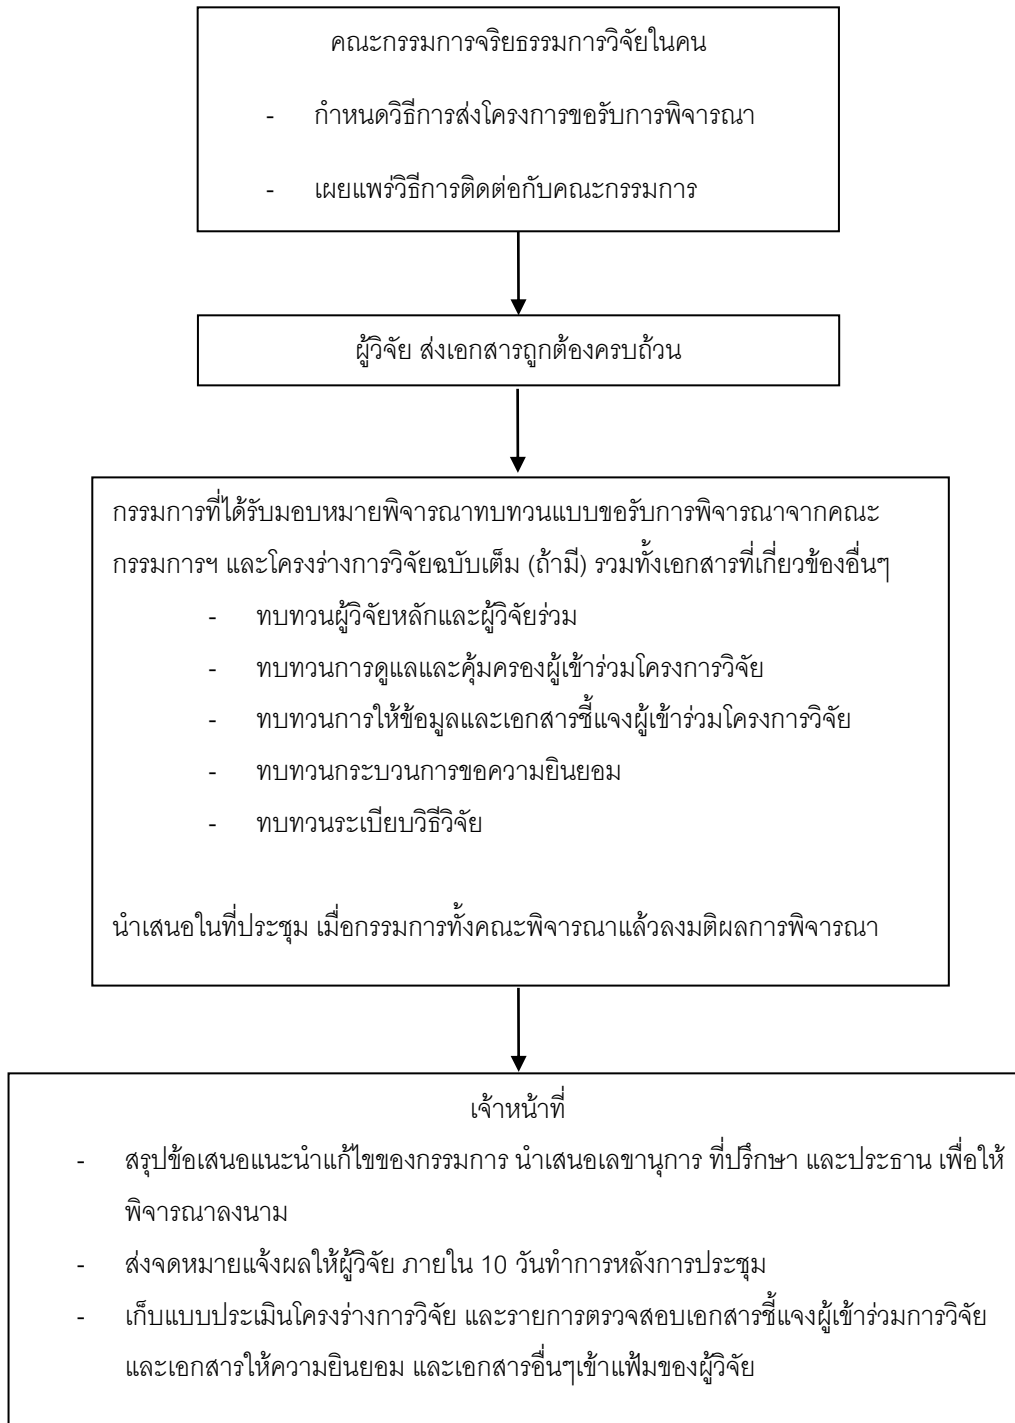 คณะกรรมการจริยธรรมการวิจัยในคน
- กำหนดวิธีการส่งโครงการขอรับการพิจารณา
- เผยแพร่วิธีการติดต่อกับคณะกรรมการ
ผู้วิจัย ส่งเอกสารถูกต้องครบถ้วน
กรรมการที่ได้รับมอบหมายพิจารณาทบทวนแบบขอรับการพิจารณาจากคณะ
กรรมการฯ และโครงร่างการวิจัยฉบับเต็ม (ถ้ามี) รวมทั้งเอกสารที่เกี่ยวข้องอื่นๆ
- ทบทวนผู้วิจัยหลักและผู้วิจัยร่วม
- ทบทวนการดูแลและคุ้มครองผู้เข้าร่วมโครงการวิจัย
- ทบทวนการให้ข้อมูลและเอกสารชี้แจงผู้เข้าร่วมโครงการวิจัย
- ทบทวนกระบวนการขอความยินยอม
- ทบทวนระเบียบวิธีวิจัย
นำเสนอในที่ประชุม เมื่อกรรมการทั้งคณะพิจารณาแล้วลงมติผลการพิจารณา
เจ้าหน้าที่
- สรุปข้อเสนอแนะนำแก้ไขของกรรมการ นำเสนอเลขานุการ ที่ปรึกษา และประธาน เพื่อให้
พิจารณาลงนาม
- ส่งจดหมายแจ้งผลให้ผู้วิจัย ภายใน 10 วันทำการหลังการประชุม
- เก็บแบบประเมินโครงร่างการวิจัย และรายการตรวจสอบเอกสารชี้แจงผู้เข้าร่วมการวิจัย
และเอกสารให้ความยินยอม และเอกสารอื่นๆเข้าแฟ้มของผู้วิจัย